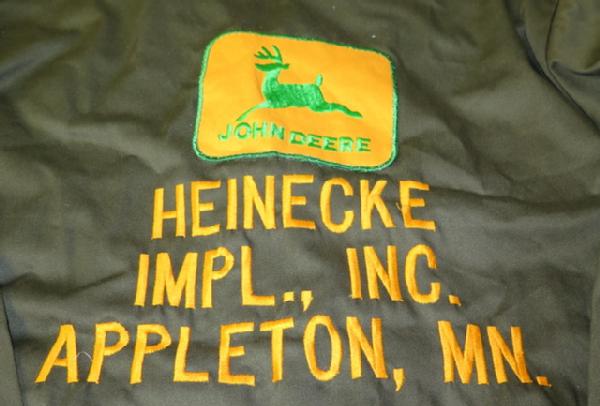 JOHN DEERE
HEINECKE
IMPL., INC.
APPLETON, MN.